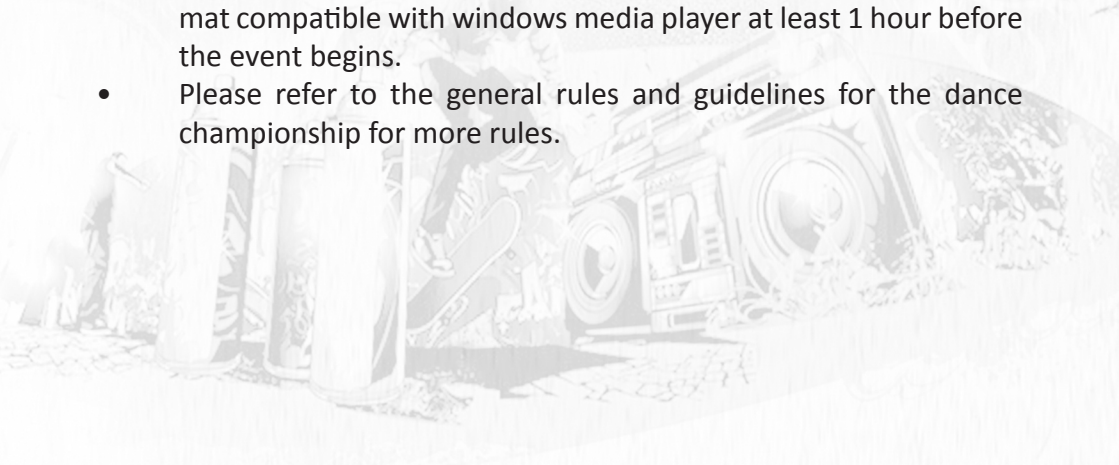 mat compatible with windows media player at least 1 hour before
the event begins.
• Please refer to the general rules and guidelines for the dance
championship for more rules.